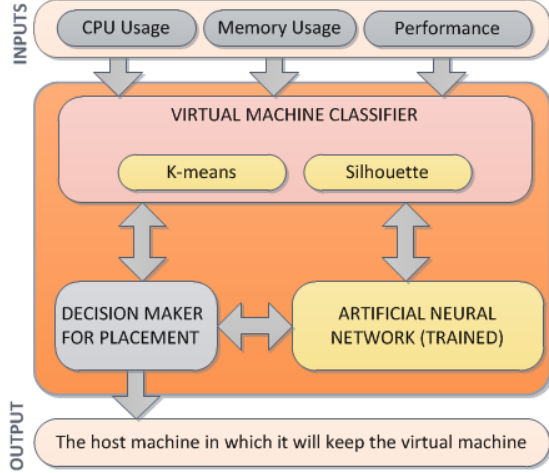 INPUTS
CPU Usage
Memory Usage
Performance
VIRTUAL MACHINE CLASSIFIER
K-means
Silhouette
DECISION MAKER
FOR PLACEMENT
ARTIFICIAL NEURAL
NETWORK (TRAINED)
OUTPUT
The host machine in which it will keep the virtual machine